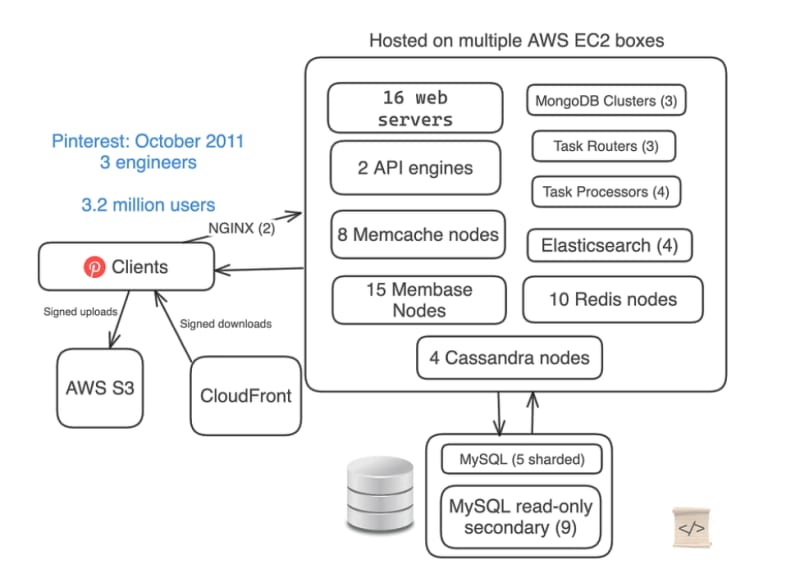 Hosted on multiple AWS EC2 boxes
Pinterest: October 2011
3 engineers
3.2 million users
16 web
servers
2 API engines
8 Memcache nodes
15 Membase
Nodes
MongoDB Clusters (3)
Task Routers (3)
Task Processors (4)
Elasticsearch (4)
10 Redis nodes
4 Cassandra nodes
NGINX (2)
Clients
Signed uploads
Signed downloads
AWS S3
CloudFront
MySQL (5 sharded)
MySQL read-only
secondary (9)
</>